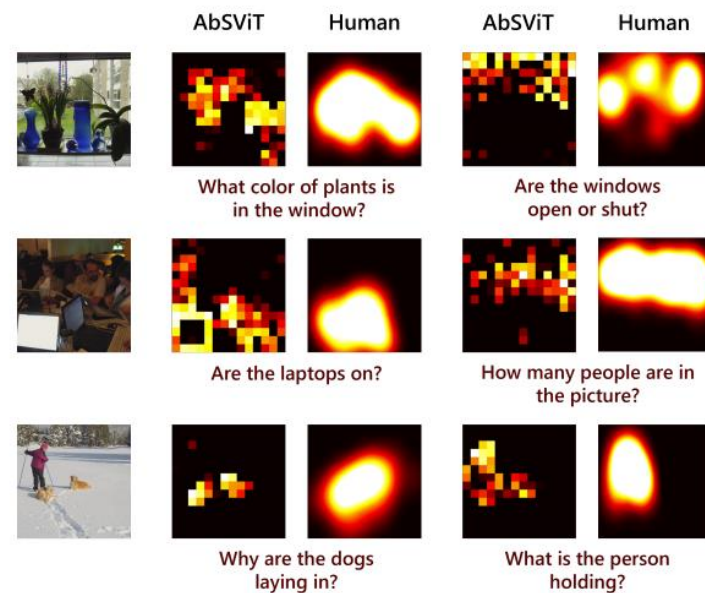 AbSViT Human AbSViT Human
What color of plants is
in the window?
Are the windows
open or shut?
Are the laptops on?
How many people are in
the picture?
Why are the dogs
laying in?
What is the person
holding?